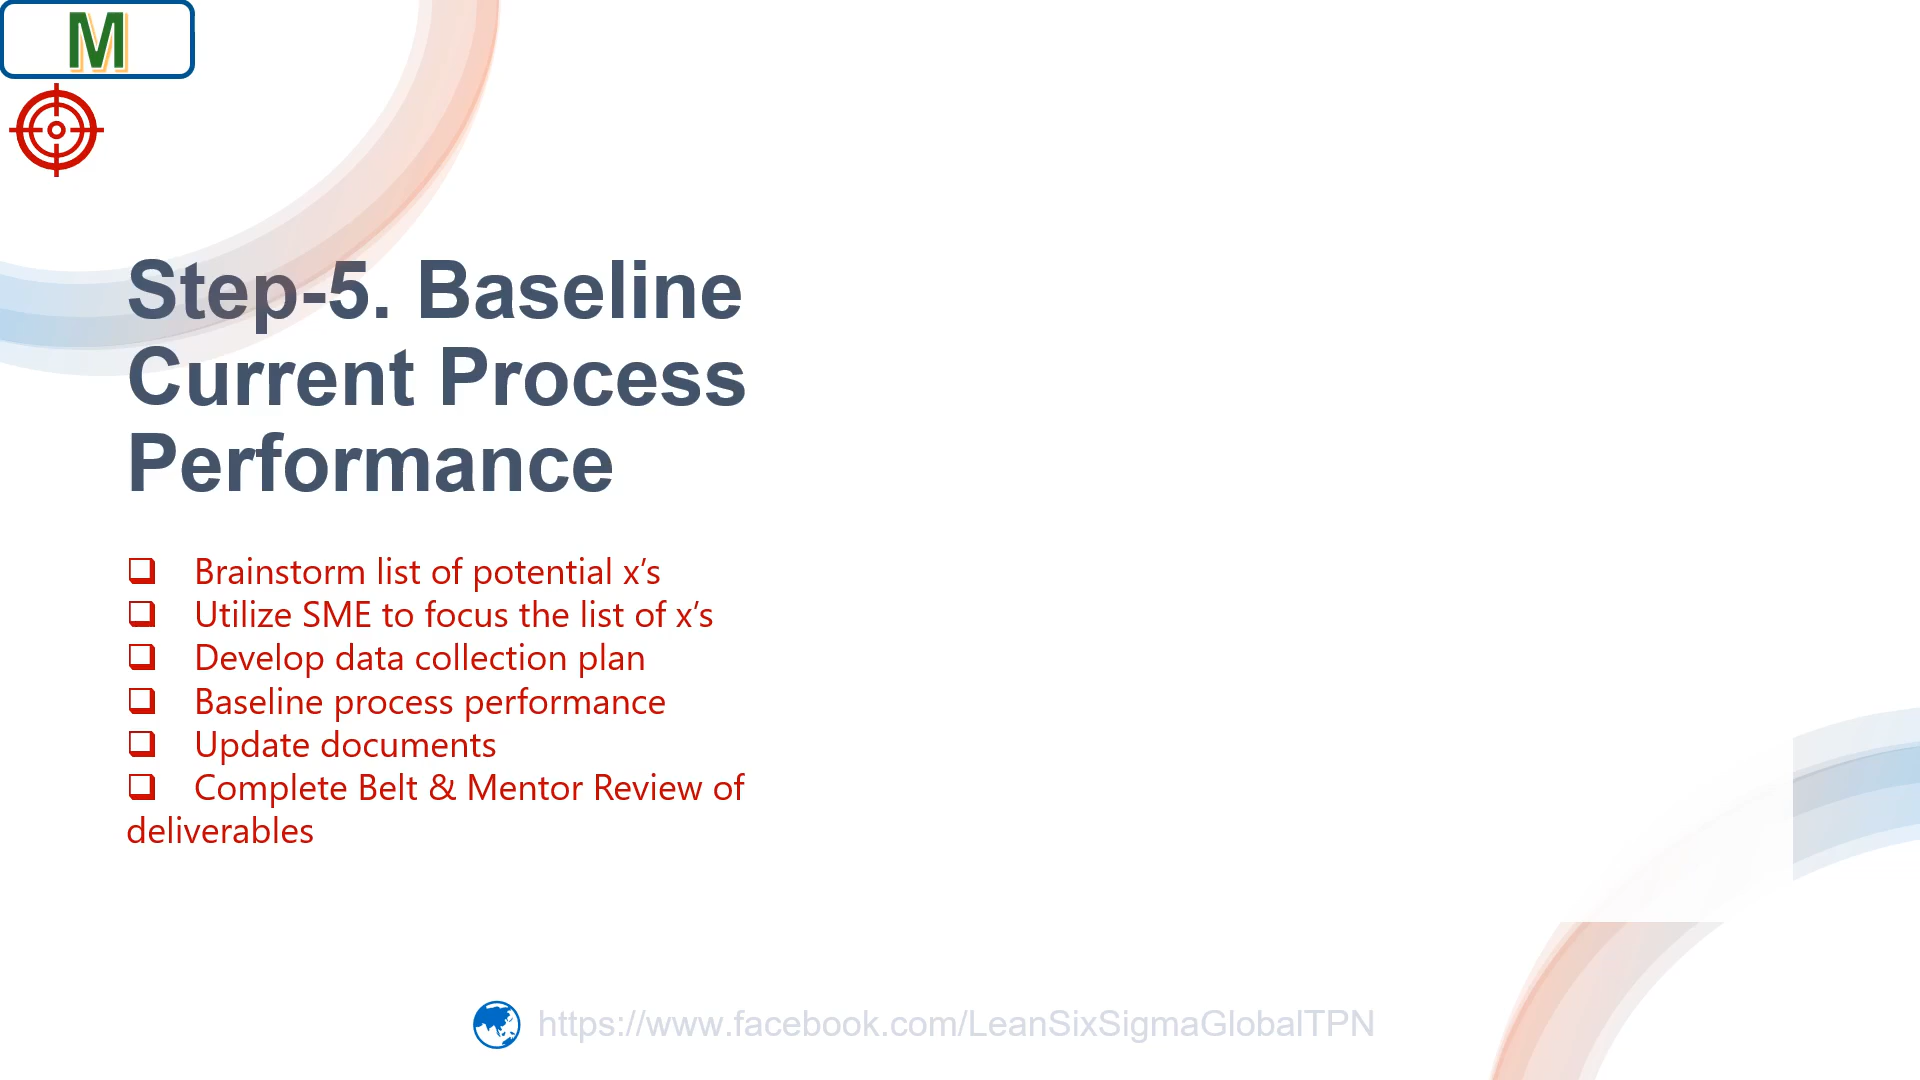 M
Step-5. Baseline
Current Process
Performance
❑ Brainstorm list of potential x’s
❑ Utilize SME to focus the list of x’s
❑ Develop data collection plan
❑ Baseline process performance
❑ Update documents
❑ Complete Belt & Mentor Review of
deliverables
https://www.facebook.com/LeanSixSigmaGlobalTPN